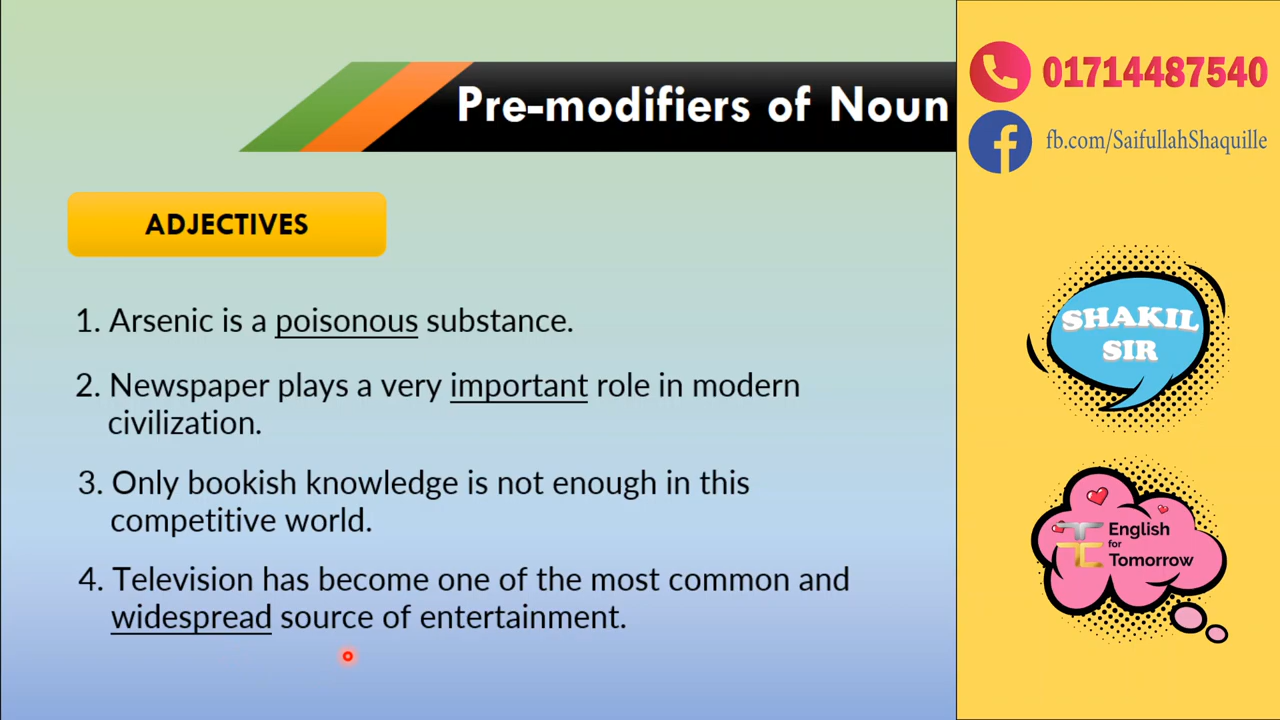 Pre-modifiers of Noun
01714487540
fb.com/SaifullahShaquille
ADJECTIVES
1. Arsenic is a poisonous substance.
2. Newspaper plays a very important role in modern
civilization.
3. Only bookish knowledge is not enough in this
competitive world.
4. Television has become one of the most common and
widespread source of entertainment.
SHAKIL
SIR
English
for
Tomorrow